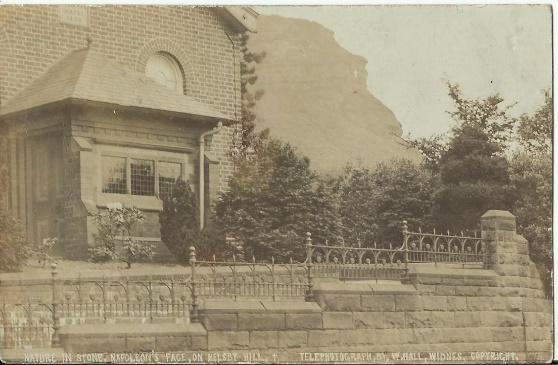 NATURE IN STONE, NAPOLEON'S FACE, ON HELSBY HILL, + TELEPHOTOGRAPH, BY, W. HALL, WIDNES, COPYRIGHT.